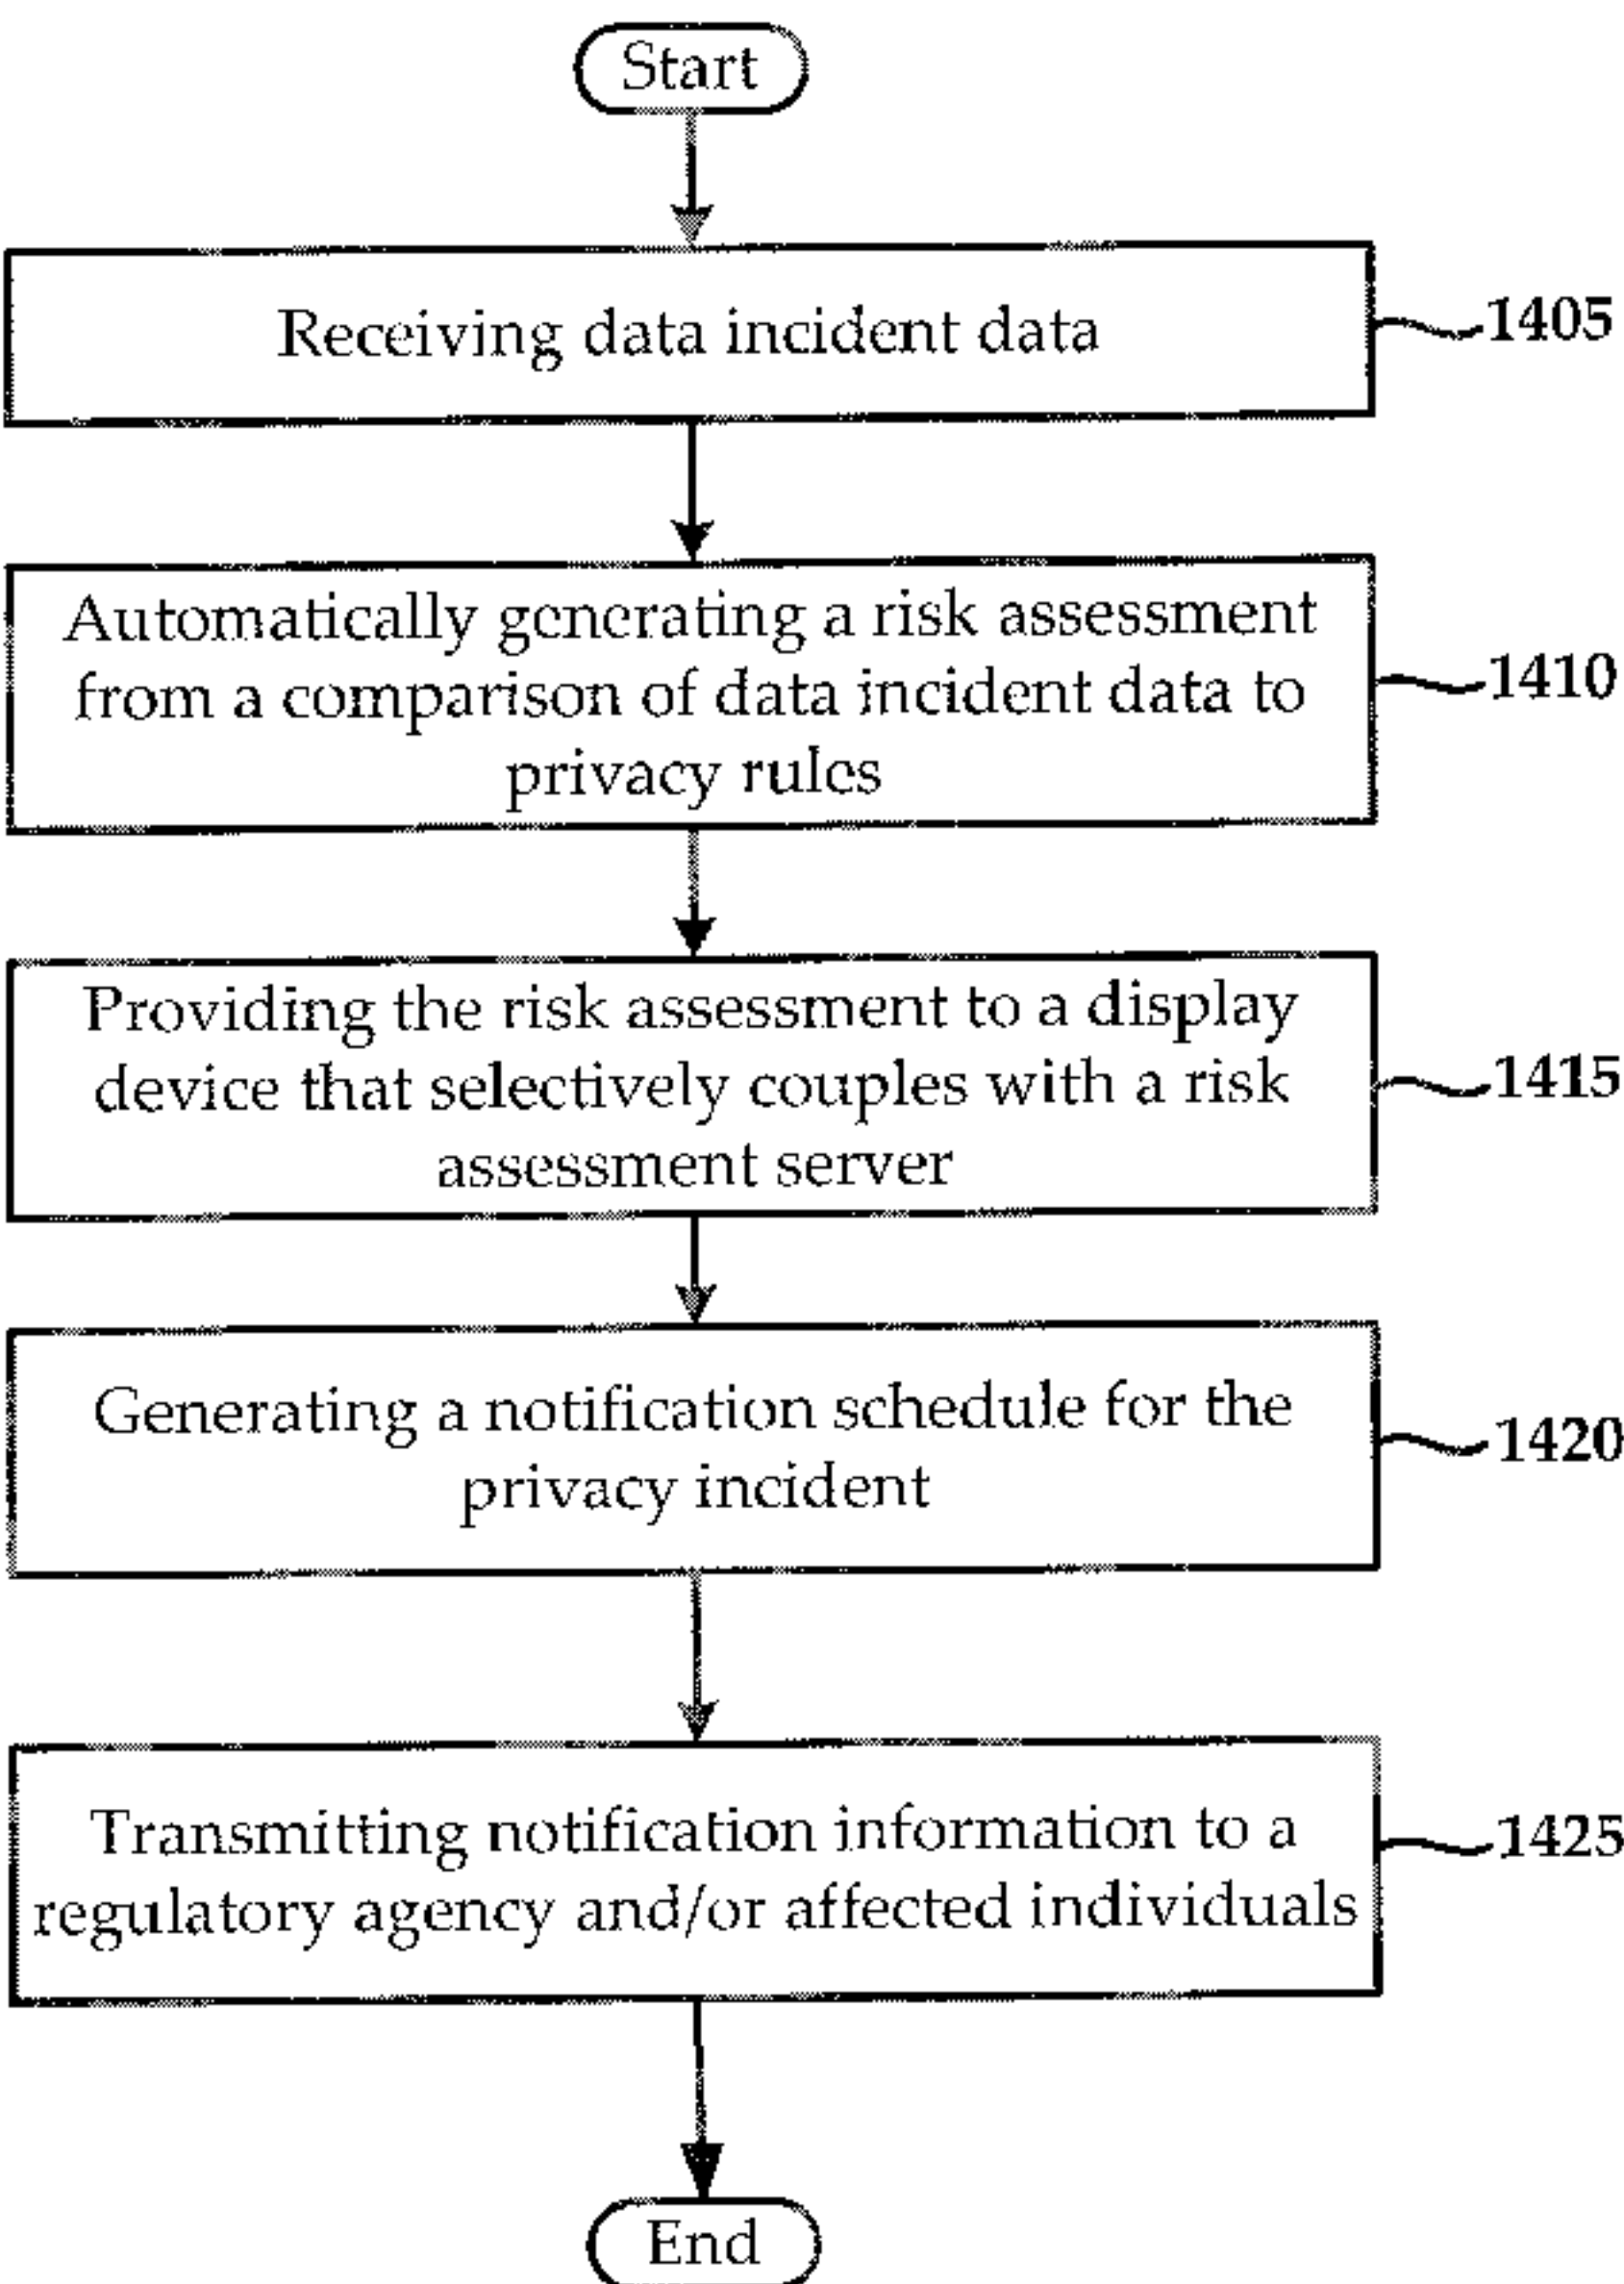 Start
Receiving data incident data
1405
Automatically generating a risk assessment
from a comparison of data incident data to
privacy rules
1410
Providing the risk assessment to a display
device that selectively couples with a risk
assessment server
1415
Generating a notification schedule for the
privacy incident
1420
Transmitting notification information to a
regulatory agency and/or affected individuals
1425
End